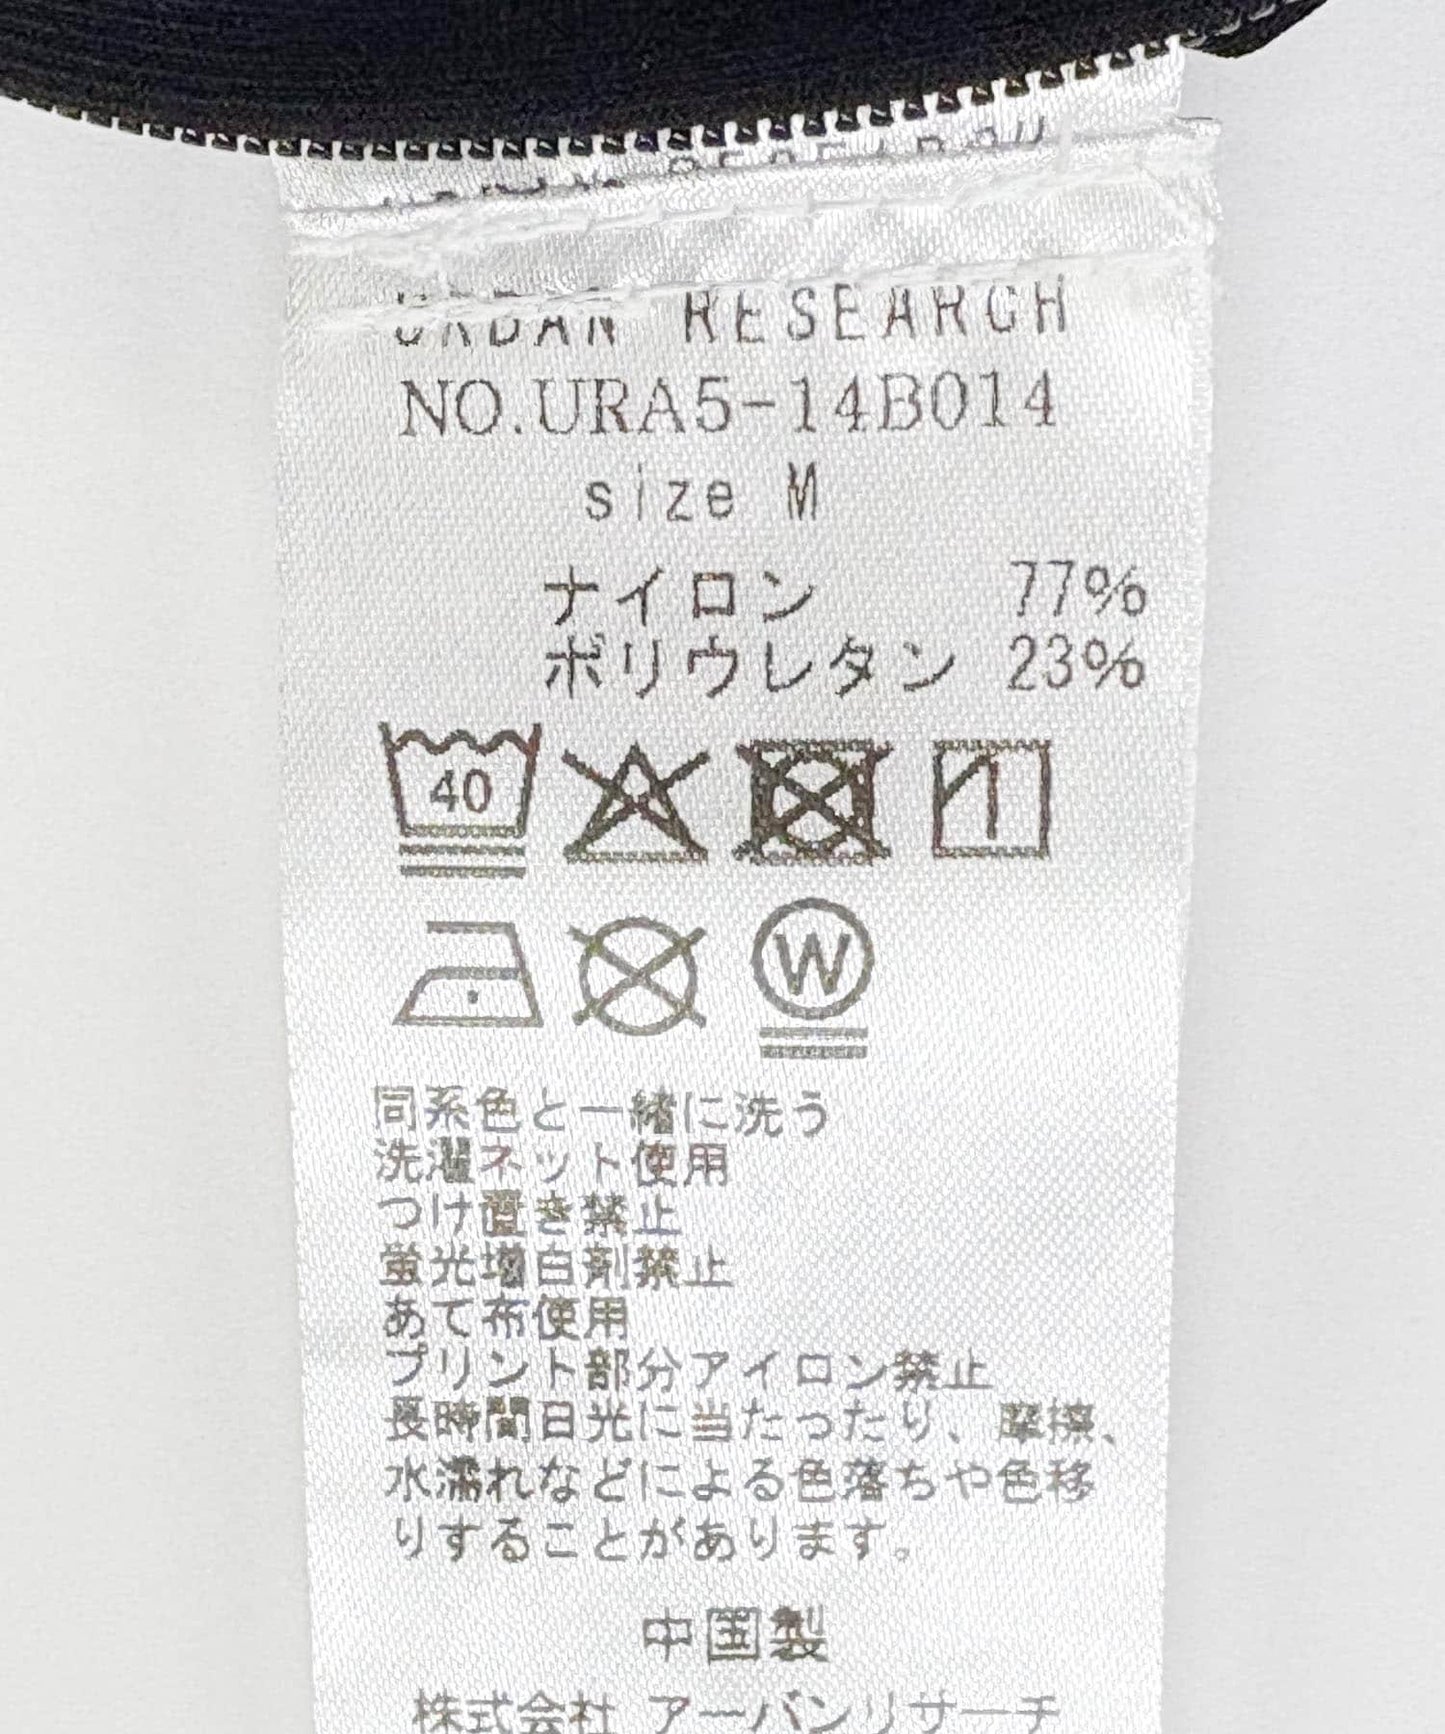 URBAN RESEARCH
NO.URA5-14B014
size M
ナイロン 77%
ポリウレタン 23%
40
W
同系色と一緒に洗う
洗濯ネット使用
つけ置き禁止
蛍光増白剤禁止
あて布使用
プリント部分アイロン禁止
長時間日光に当たったり、摩擦、
水濡れなどによる色落ちや色移
りすることがあります。
中国製
株式会社 アーバンリサーチ